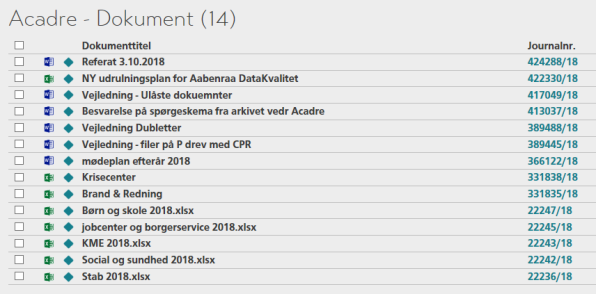 Acadre - Dokument (14)
Dokumenttitel Journalnr.
Referat 3.10.2018 424288/18
NY udrulningsplan for Aabenraa DataKvalitet 422330/18
Vejledning - Ulåste dokuemnter 417049/18
Besvarelse på spørgeskema fra arkivet vedr Acadre 413037/18
Vejledning Dubletter 389488/18
Vejledning - filer på P drev med CPR 389445/18
mødeplan efterår 2018 366122/18
Krisecenter 331838/18
Brand & Redning 331835/18
Børn og skole 2018.xlsx 22247/18
jobcenter og borgerservice 2018.xlsx 22245/18
KME 2018.xlsx 22243/18
Social og sundhed 2018.xlsx 22242/18
Stab 2018.xlsx 22236/18